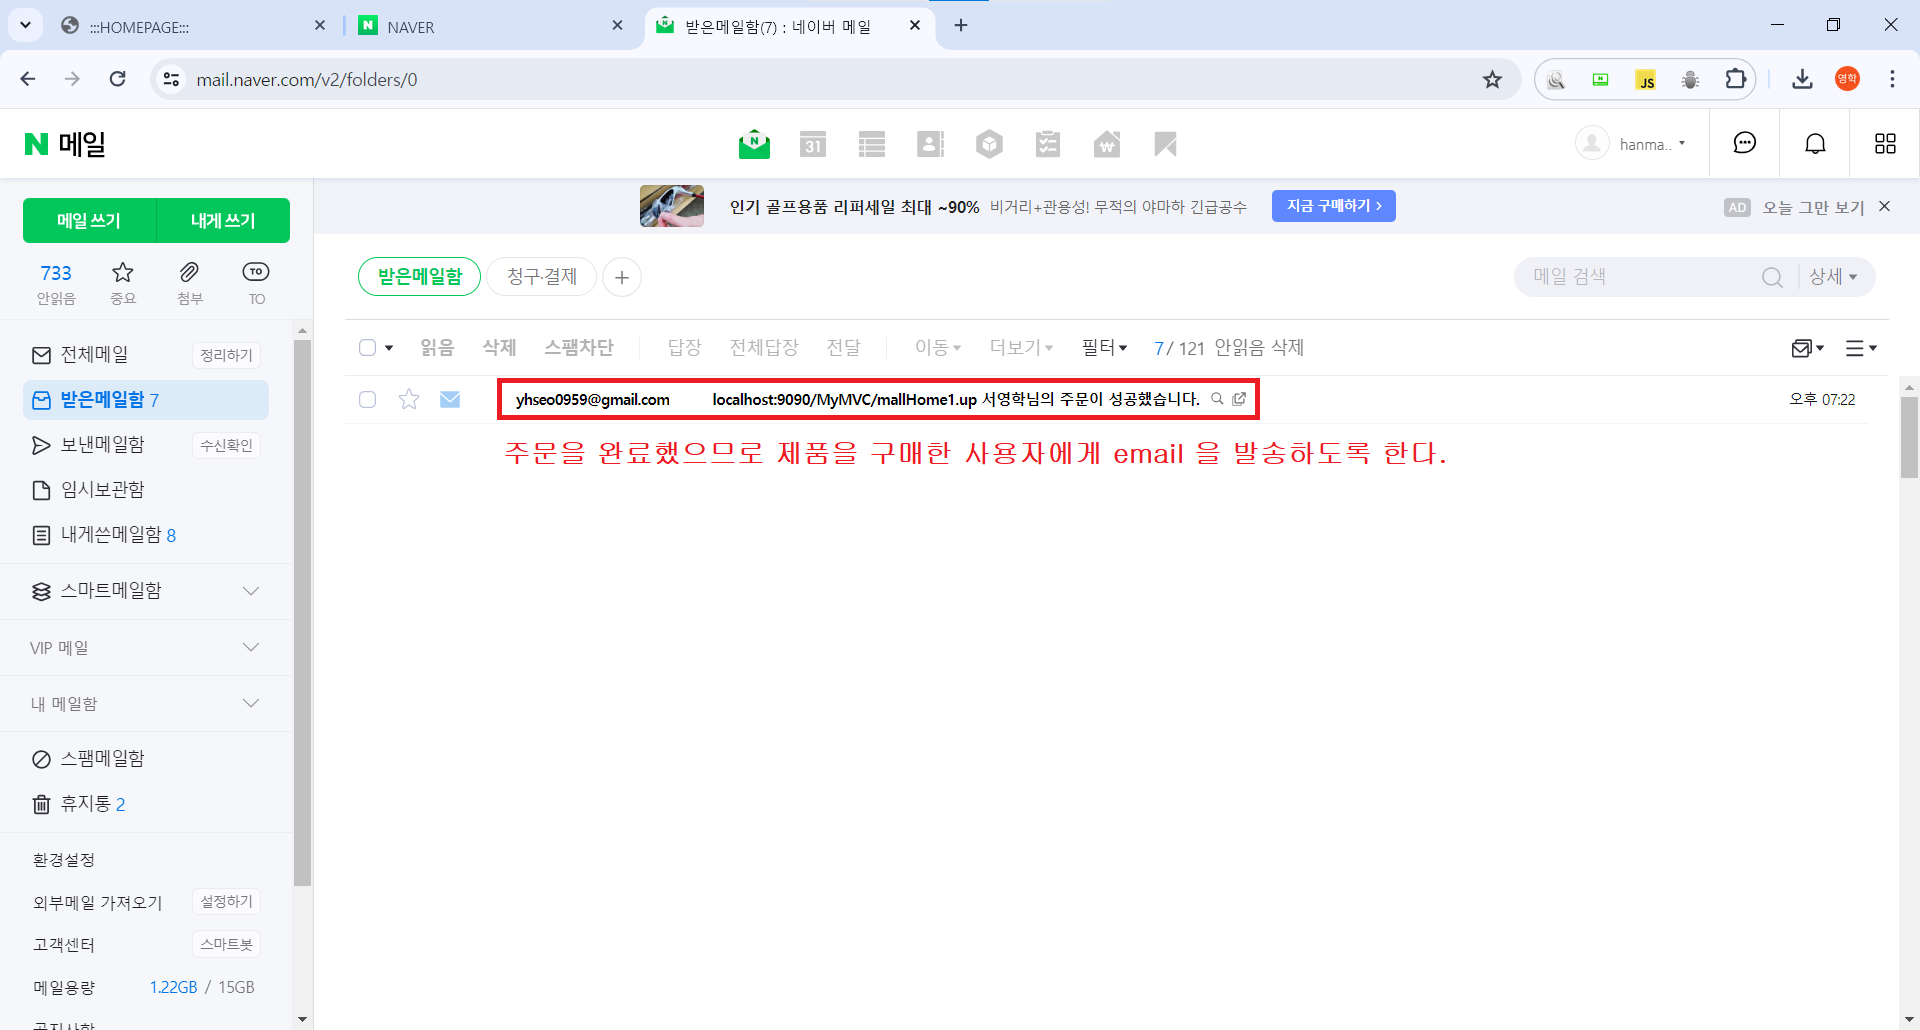 :::HOMEPAGE:::
NAVER
받은메일함(7) : 네이버 메일
mail.naver.com/v2/folders/0
JS
영학
N 메일
31
hanma..
메일 쓰기
내게 쓰기
인기 골프용품 리퍼세일 최대 ~90% 비거리+관용성! 무적의 야마하 긴급공수
지금 구매하기 >
AD 오늘 그만 보기
733
안읽음
중요
첨부
TO
TO
받은메일함
청구·결제
메일 검색
상세
읽음 삭제 스팸차단 답장 전체답장 전달 이동 더보기 필터 7 / 121 안읽음 삭제
전체메일
정리하기
받은메일함 7
yhseo0959@gmail.com localhost:9090/MyMVC/mallHome1.up 서영학님의 주문이 성공했습니다.
오후 07:22
주문을 완료했으므로 제품을 구매한 사용자에게 email 을 발송하도록 한다.
보낸메일함
수신확인
임시보관함
내게쓴메일함 8
스마트메일함
VIP 메일
내 메일함
스팸메일함
휴지통 2
환경설정
외부메일 가져오기
설정하기
고객센터
스마트봇
메일용량 1.22GB / 15GB
공지사항